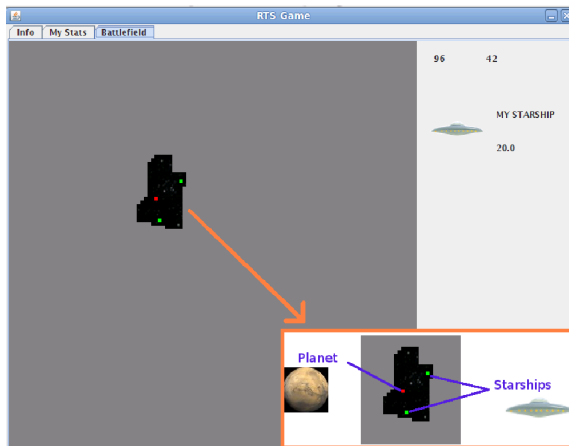 RTS Game
Info
My Stats
Battlefield
96
42
MY STARSHIP
20.0
Planet
Starships